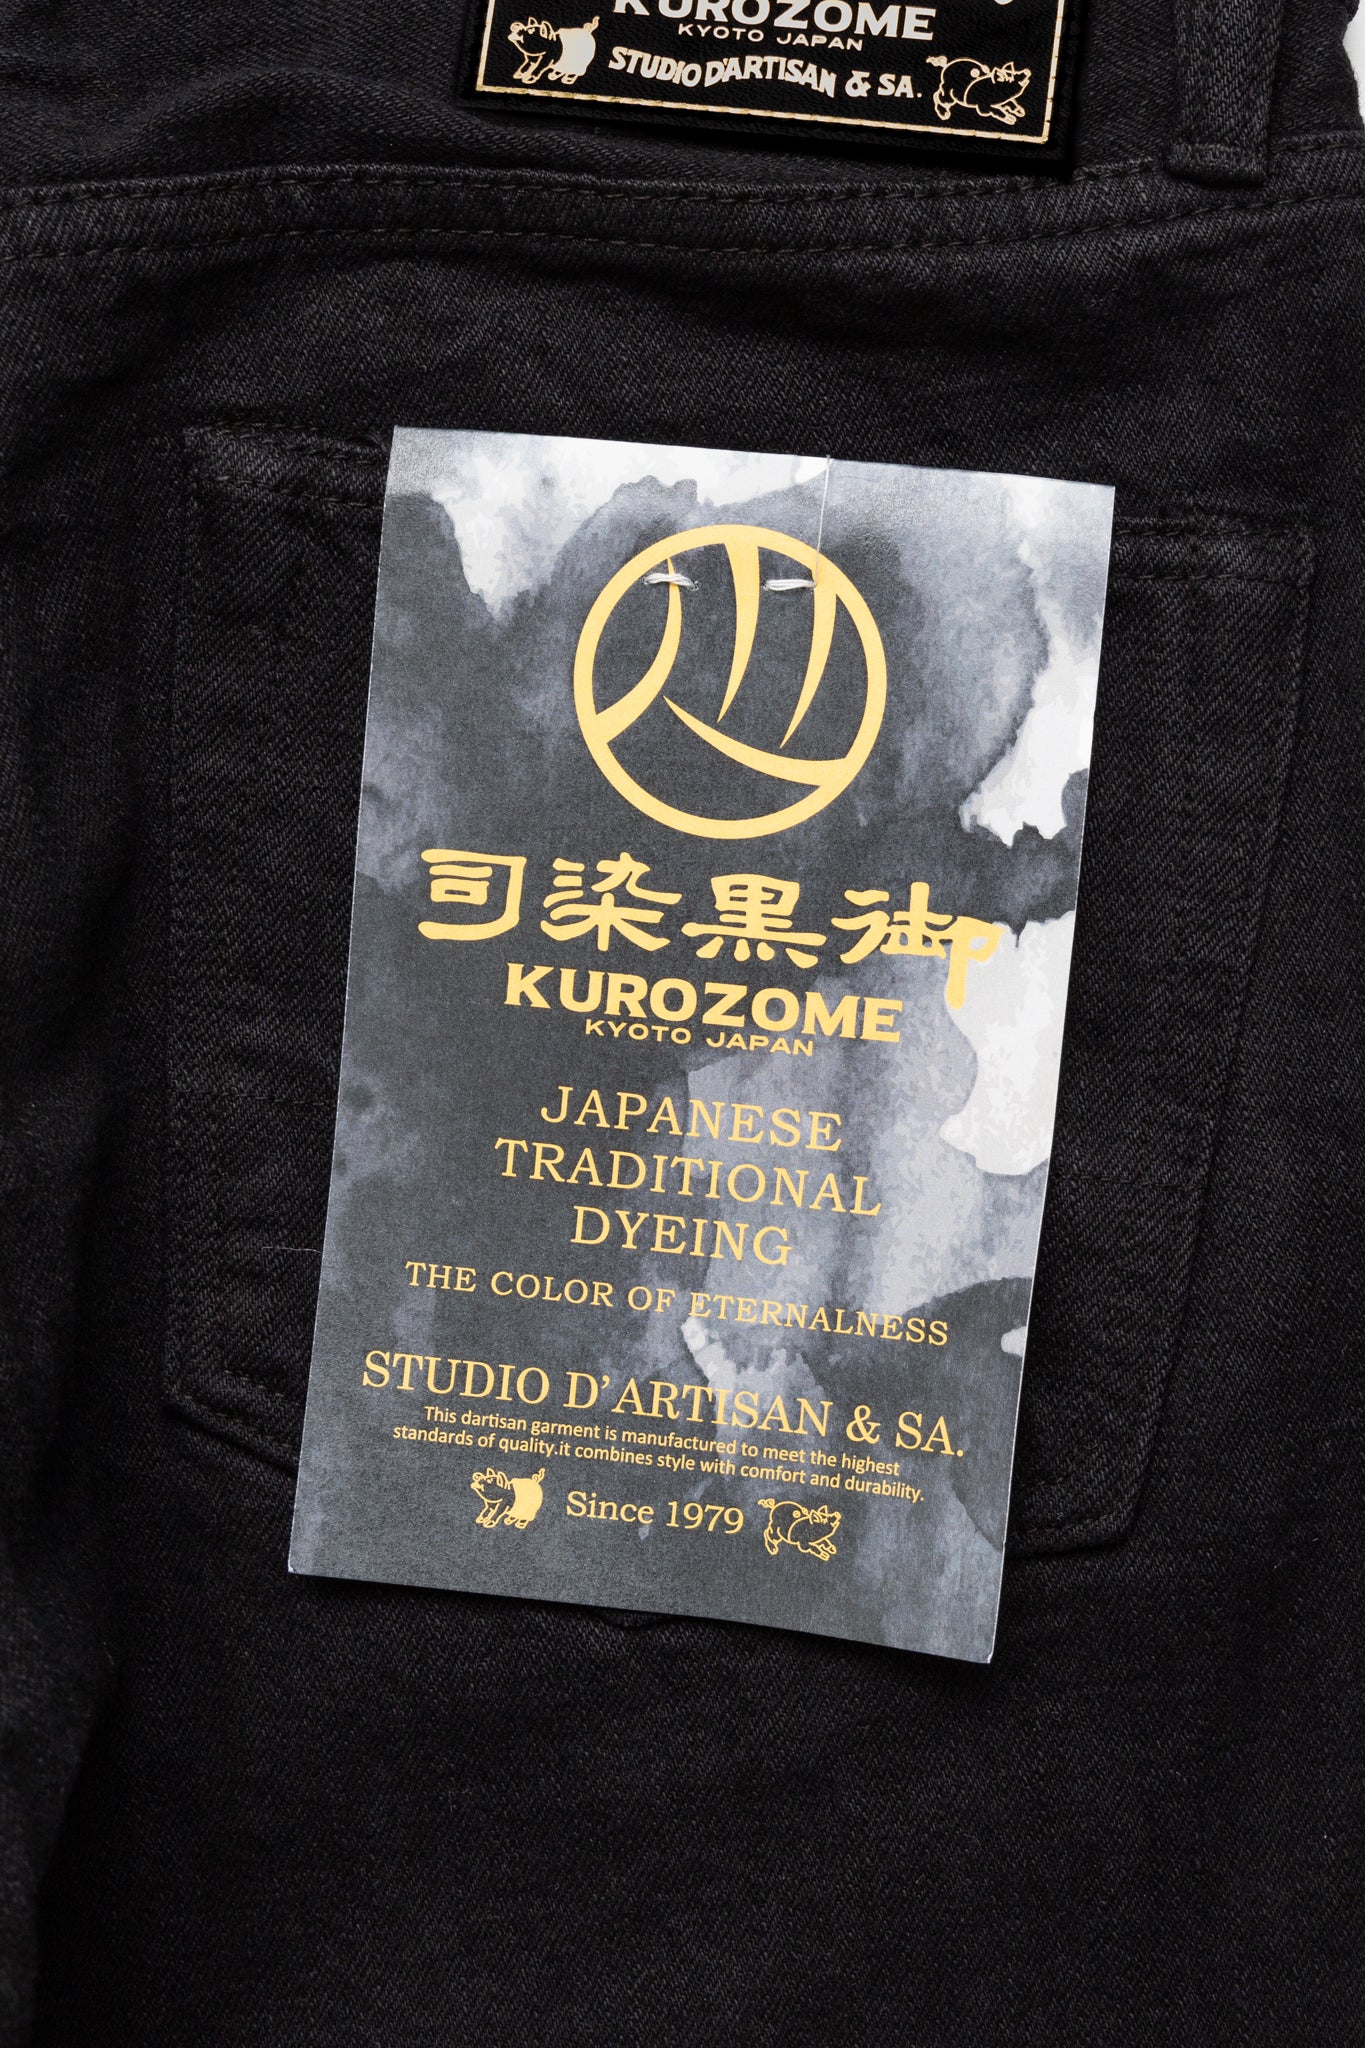 KUROZOME
KYOTO JAPAN
STUDIO D'ARTISAN & SA.
司染黒御
KUROZOME
KYOTO JAPAN
JAPANESE
TRADITIONAL
DYEING
THE COLOR OF ETERNALNESS
STUDIO D'ARTISAN & SA.
This dartisan garment is manufactured to meet the highest
standards of quality.it combines style with comfort and durability.
Since 1979